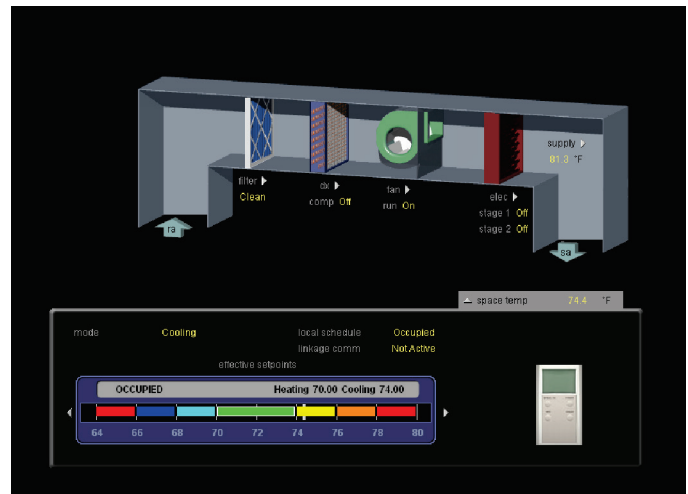 supply
81.3 °F
filter
Clean
dx
comp Off
fan
run On
elec
stage 1 Off
stage 2 Off
ra
sa
space temp 74.4 °F
mode Cooling
local schedule Occupied
linkage comm Not Active
effective setpoints
OCCUPIED Heating 70.00 Cooling 74.00
64 66 68 70 72 74 76 78 80